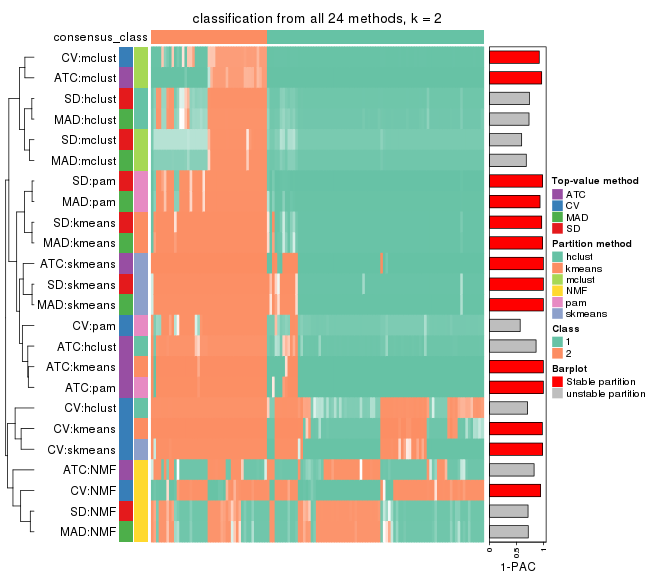 classification from all 24 methods, k = 2
consensus_class
CV:mclust
ATC:mclust
SD:hclust
MAD:hclust
SD:mclust
MAD:mclust
SD:pam
MAD:pam
SD:kmeans
MAD:kmeans
ATC:skmeans
SD:skmeans
MAD:skmeans
CV:pam
ATC:hclust
ATC:kmeans
ATC:pam
CV:hclust
CV:kmeans
CV:skmeans
ATC:NMF
CV:NMF
SD:NMF
MAD:NMF
0
0.5
1
1-PAC
Top-value method
ATC
CV
MAD
SD
Partition method
hclust
kmeans
mclust
NMF
pam
skmeans
Class
1
2
Barplot
Stable partition
unstable partition